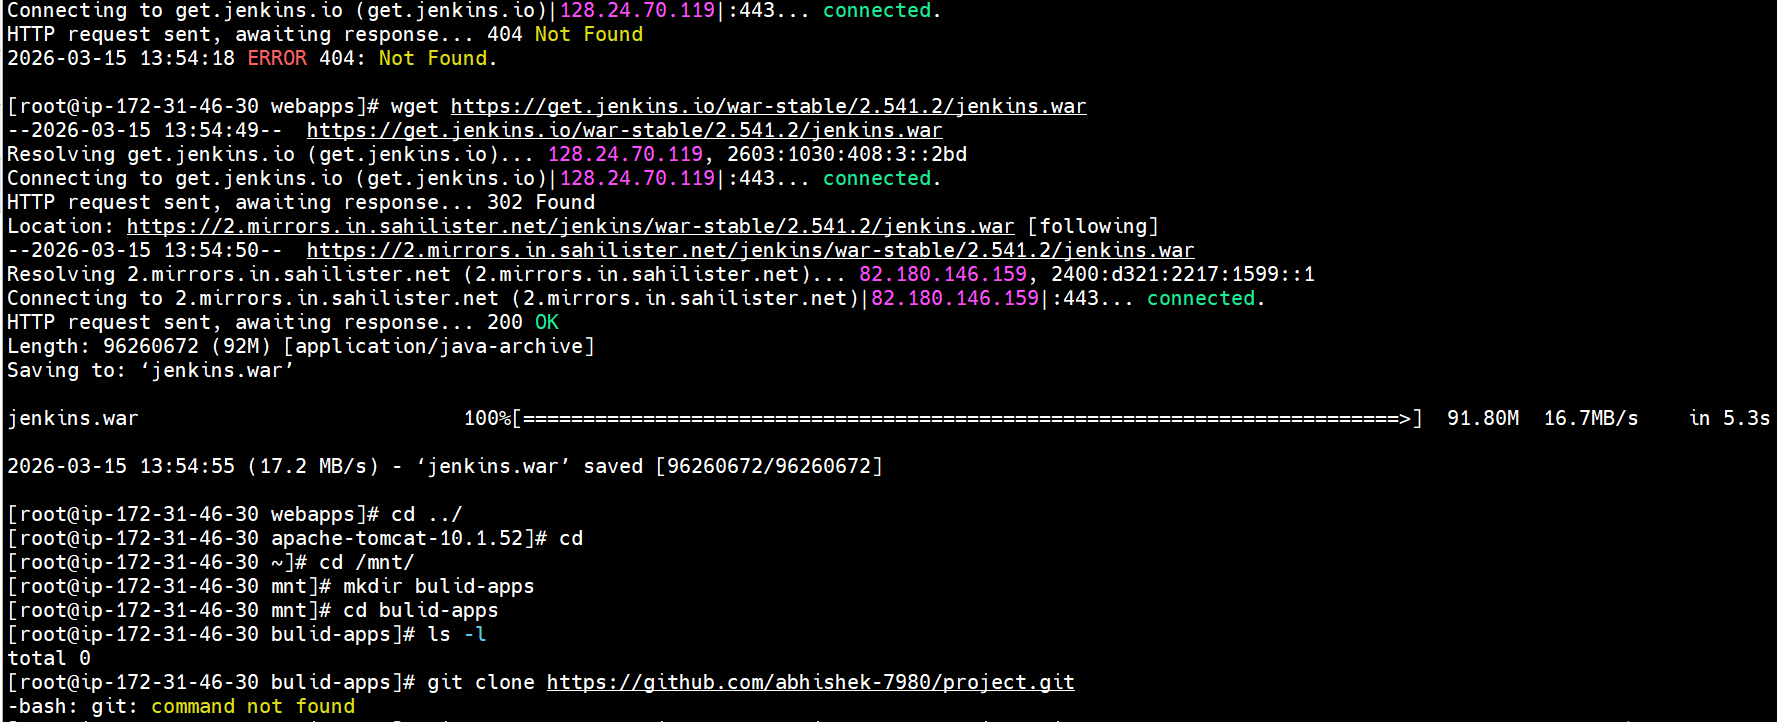 Connecting to get.jenkins.io (get.jenkins.io)|128.24.70.119|:443... connected.
HTTP request sent, awaiting response... 404 Not Found
2026-03-15 13:54:18 ERROR 404: Not Found.
[root@ip-172-31-46-30 webapps]# wget https://get.jenkins.io/war-stable/2.541.2/jenkins.war
--2026-03-15 13:54:49--  https://get.jenkins.io/war-stable/2.541.2/jenkins.war
Resolving get.jenkins.io (get.jenkins.io)... 128.24.70.119, 2603:1030:408:3::2bd
Connecting to get.jenkins.io (get.jenkins.io)|128.24.70.119|:443... connected.
HTTP request sent, awaiting response... 302 Found
Location: https://2.mirrors.in.sahilister.net/jenkins/war-stable/2.541.2/jenkins.war [following]
--2026-03-15 13:54:50--  https://2.mirrors.in.sahilister.net/jenkins/war-stable/2.541.2/jenkins.war
Resolving 2.mirrors.in.sahilister.net (2.mirrors.in.sahilister.net)... 82.180.146.159, 2400:d321:2217:1599::1
Connecting to 2.mirrors.in.sahilister.net (2.mirrors.in.sahilister.net)|82.180.146.159|:443... connected.
HTTP request sent, awaiting response... 200 OK
Length: 96260672 (92M) [application/java-archive]
Saving to: ‘jenkins.war’
jenkins.war 100%[=========================================================================>] 91.80M 16.7MB/s in 5.3s
2026-03-15 13:54:55 (17.2 MB/s) - ‘jenkins.war’ saved [96260672/96260672]
[root@ip-172-31-46-30 webapps]# cd ../
[root@ip-172-31-46-30 apache-tomcat-10.1.52]# cd
[root@ip-172-31-46-30 ~]# cd /mnt/
[root@ip-172-31-46-30 mnt]# mkdir bulid-apps
[root@ip-172-31-46-30 mnt]# cd bulid-apps
[root@ip-172-31-46-30 bulid-apps]# ls -l
total 0
[root@ip-172-31-46-30 bulid-apps]# git clone https://github.com/abhishek-7980/project.git
-bash: git: command not found